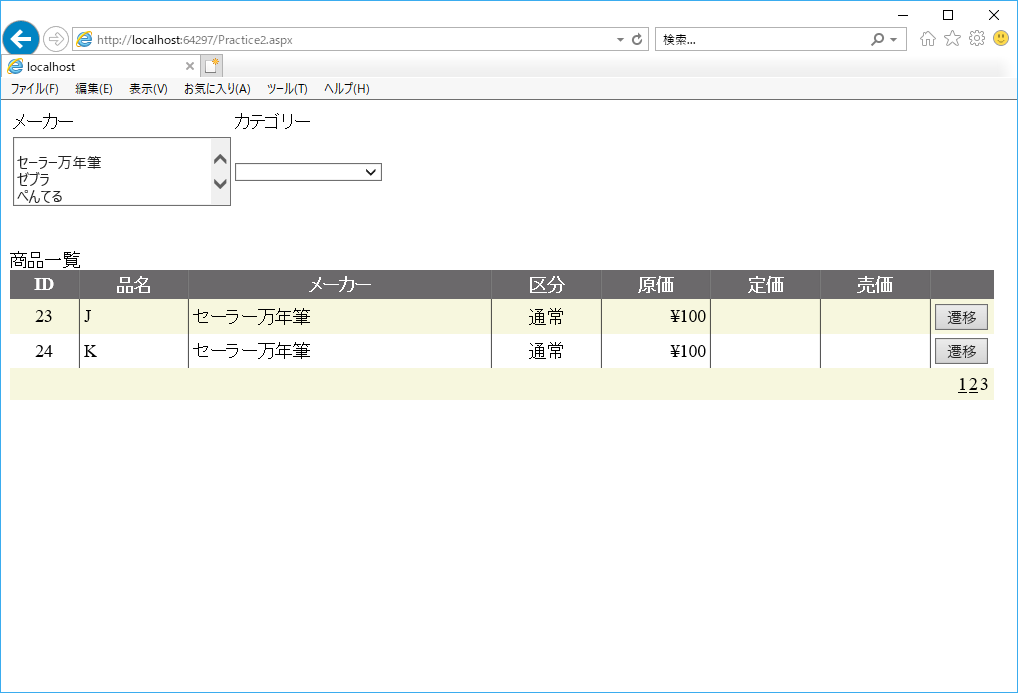 http://localhost:64297/Practice2.aspx
検索...
localhost
ファイル(F) 編集(E) 表示(V) お気に入り(A) ツール(T) ヘルプ(H)
メーカー カテゴリー
セーラー万年筆
ゼブラ
ぺんてる
商品一覧
ID 品名 メーカー 区分 原価 定価 売価
23 J セーラー万年筆 通常 ¥100 遷移
24 K セーラー万年筆 通常 ¥100 遷移
1 2 3